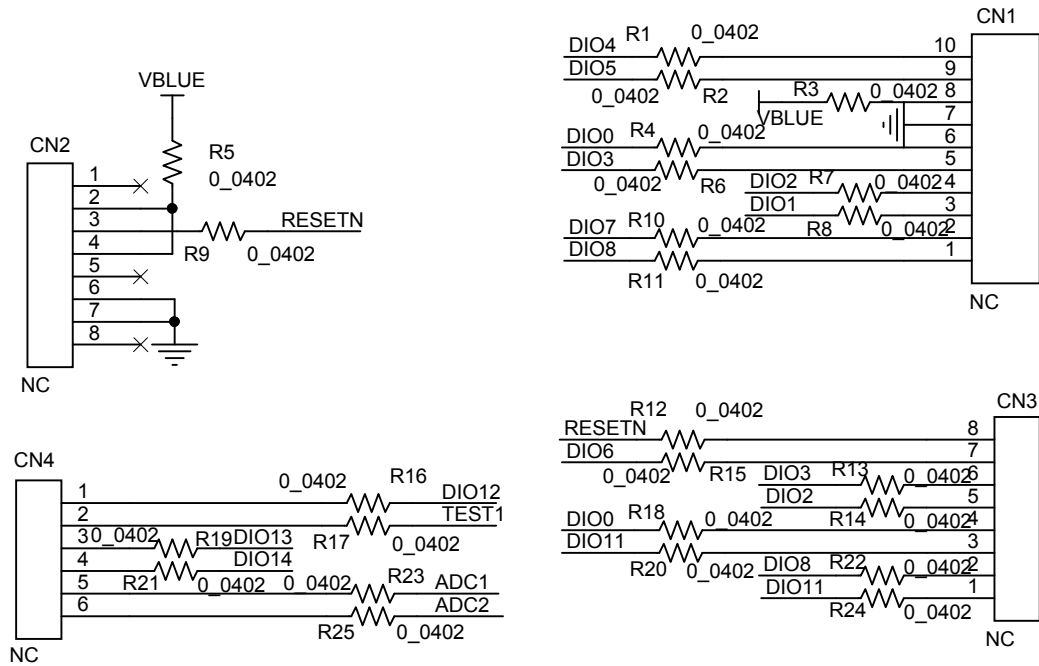 VBLUE
CN2
R5
0_0402
1
2
3
RESETN
4
R9
0_0402
5
6
7
8
NC
CN1
DIO4
R1
0_0402
10
DIO5
9
0_0402
R2
R3
0_0402
8
VBLUE
7
DIO0
R4
0_0402
6
DIO3
5
0_0402
R6
DIO2
R7
0_0402
4
DIO1
3
R8
0_0402
DIO7
R10
0_0402
2
DIO8
1
R11
0_0402
NC
CN4
0_0402
R16
1
DIO12
2
TEST1
3
0_0402
R19
DIO13
R17
0_0402
4
DIO14
R21
0_0402
5
0_0402
R23
ADC1
6
ADC2
R25
0_0402
NC
CN3
R12
0_0402
RESETN
8
DIO6
7
0_0402
R15
DIO3
R13
0_0402
6
DIO2
5
R14
0_0402
DIO0
R18
0_0402
4
DIO11
3
R20
0_0402
DIO8
R22
0_0402
2
DIO11
1
R24
0_0402
NC